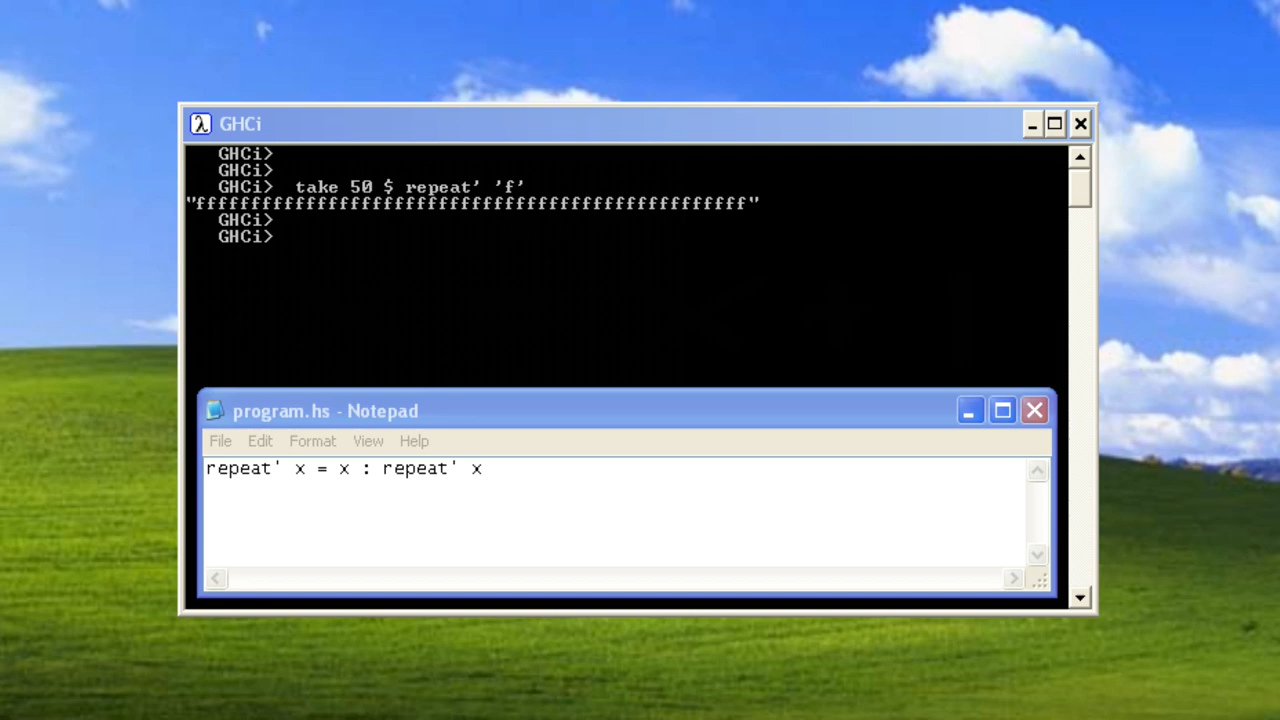 GHCi
GHCi>
GHCi>
GHCi> take 50 $ repeat' 'f'
"ffffffffffffffffffffffffffffffffffffffffffffffffff"
GHCi>
GHCi>
program.hs - Notepad
File Edit Format View Help
repeat' x = x : repeat' x